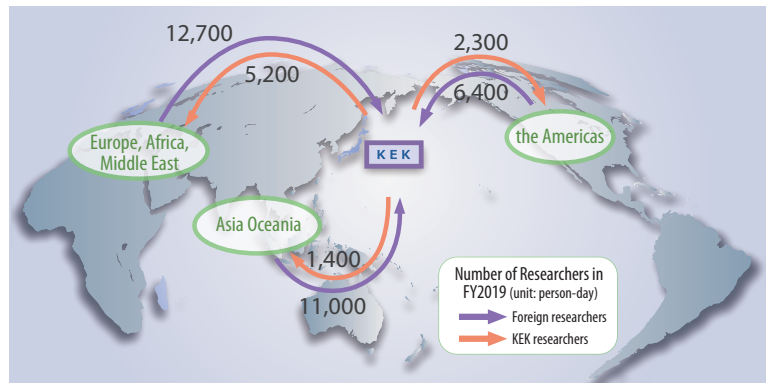 12,700
5,200
2,300
6,400
Europe, Africa,
Middle East
KEK
the Americas
Asia Oceania
1,400
11,000
Number of Researchers in
FY2019 (unit: person-day)
Foreign researchers
KEK researchers